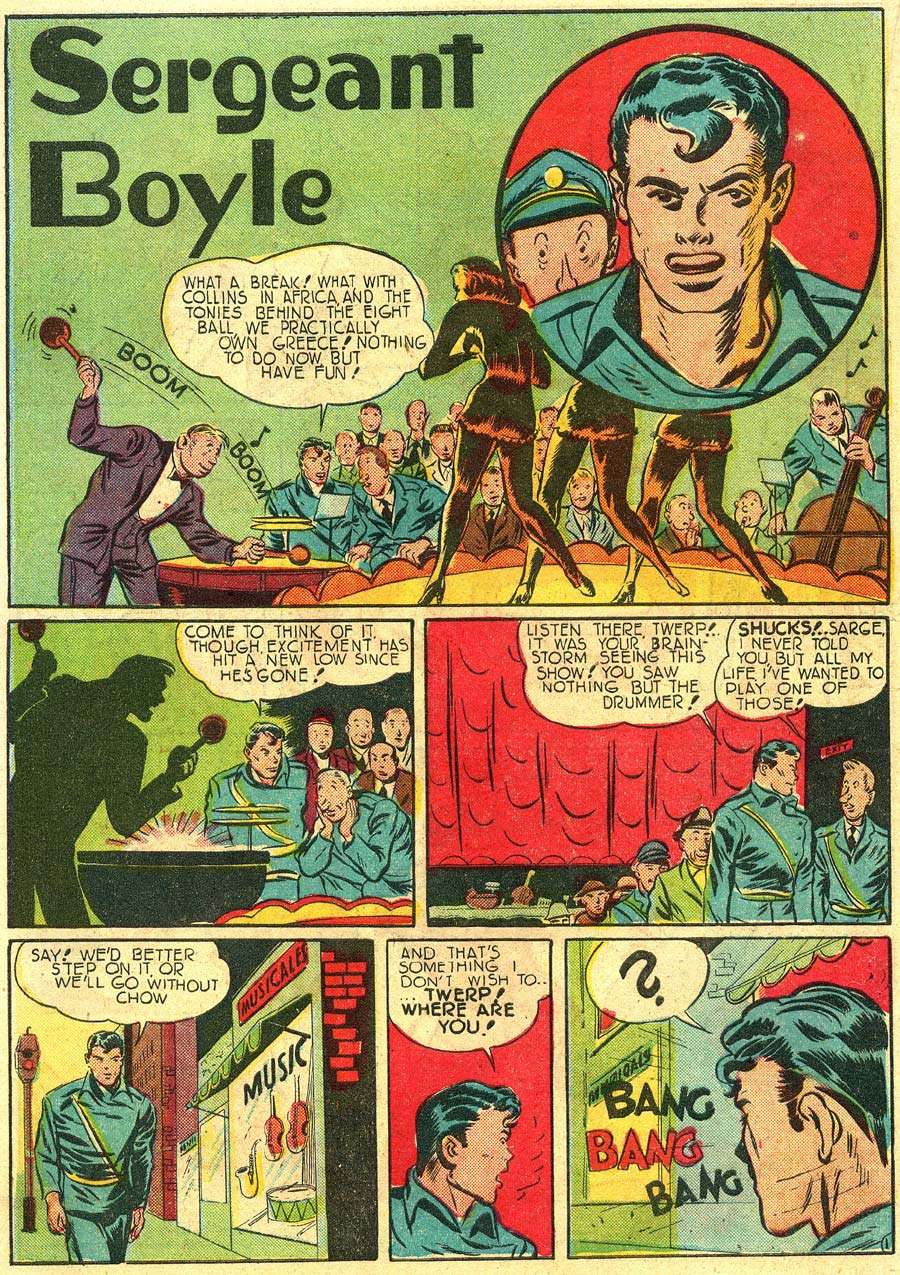 Sergeant
Boyle
WHAT A BREAK! WHAT WITH
COLLINS IN AFRICA, AND THE
TONIES BEHIND THE EIGHT
BALL, WE PRACTICALLY
OWN GREECE! NOTHING
TO DO NOW, BUT
HAVE FUN!
BOOM
BOOM
COME TO THINK OF IT,
THOUGH, EXCITEMENT HAS
HIT A NEW LOW SINCE
HE'S GONE!
LISTEN THERE, TWERP!..
IT WAS YOUR BRAIN-
STORM SEEING THIS
SHOW! YOU SAW
NOTHING BUT THE
DRUMMER!
SHUCKS!..SARGE,
I NEVER TOLD
YOU, BUT ALL MY
LIFE I'VE WANTED TO
PLAY ONE OF
THOSE!
EXIT
SAY! WE'D BETTER
STEP ON IT, OR
WE'LL GO WITHOUT
CHOW
MUSICALES
MUSIC
AND THAT'S
SOMETHING I
DON'T WISH TO..
... TWERP!
WHERE ARE
YOU!
?
MUSICALS
BANG
BANG
BANG
1